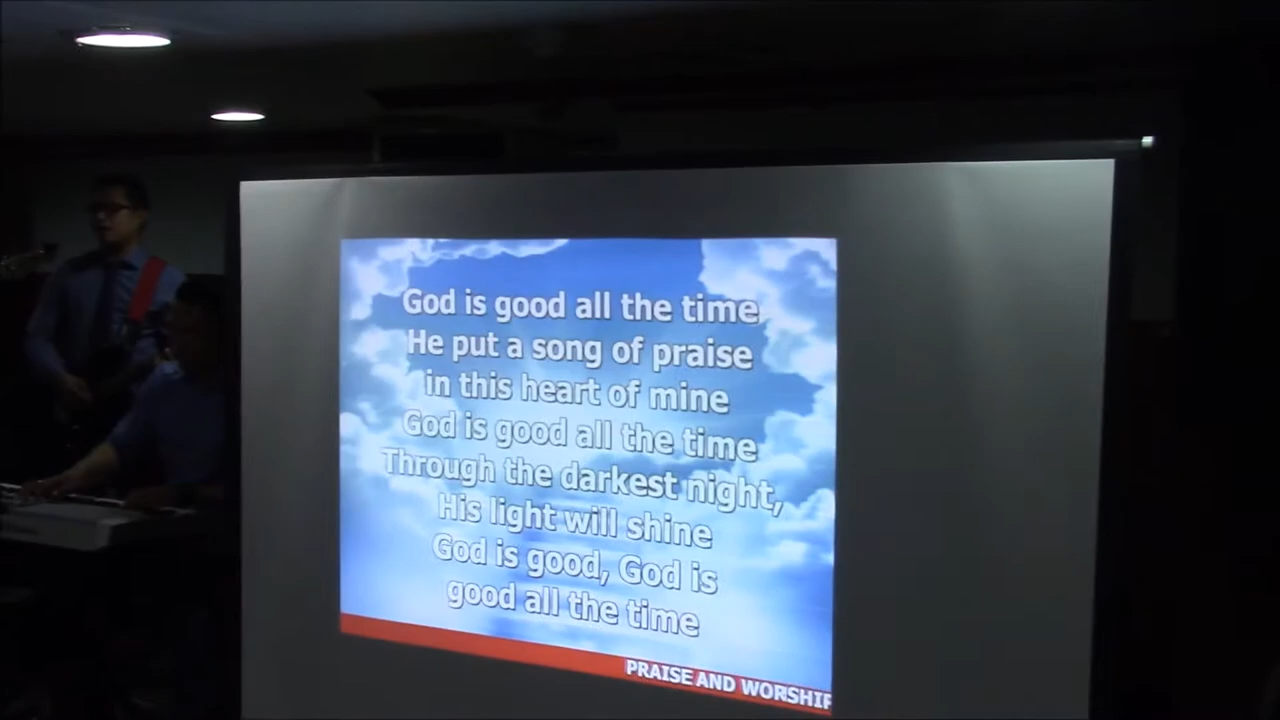 God is good all the time
He put a song of praise
in this heart of mine
God is good all the time
Through the darkest night,
His light will shine
God is good, God is
good all the time
PRAISE AND WORSHIP